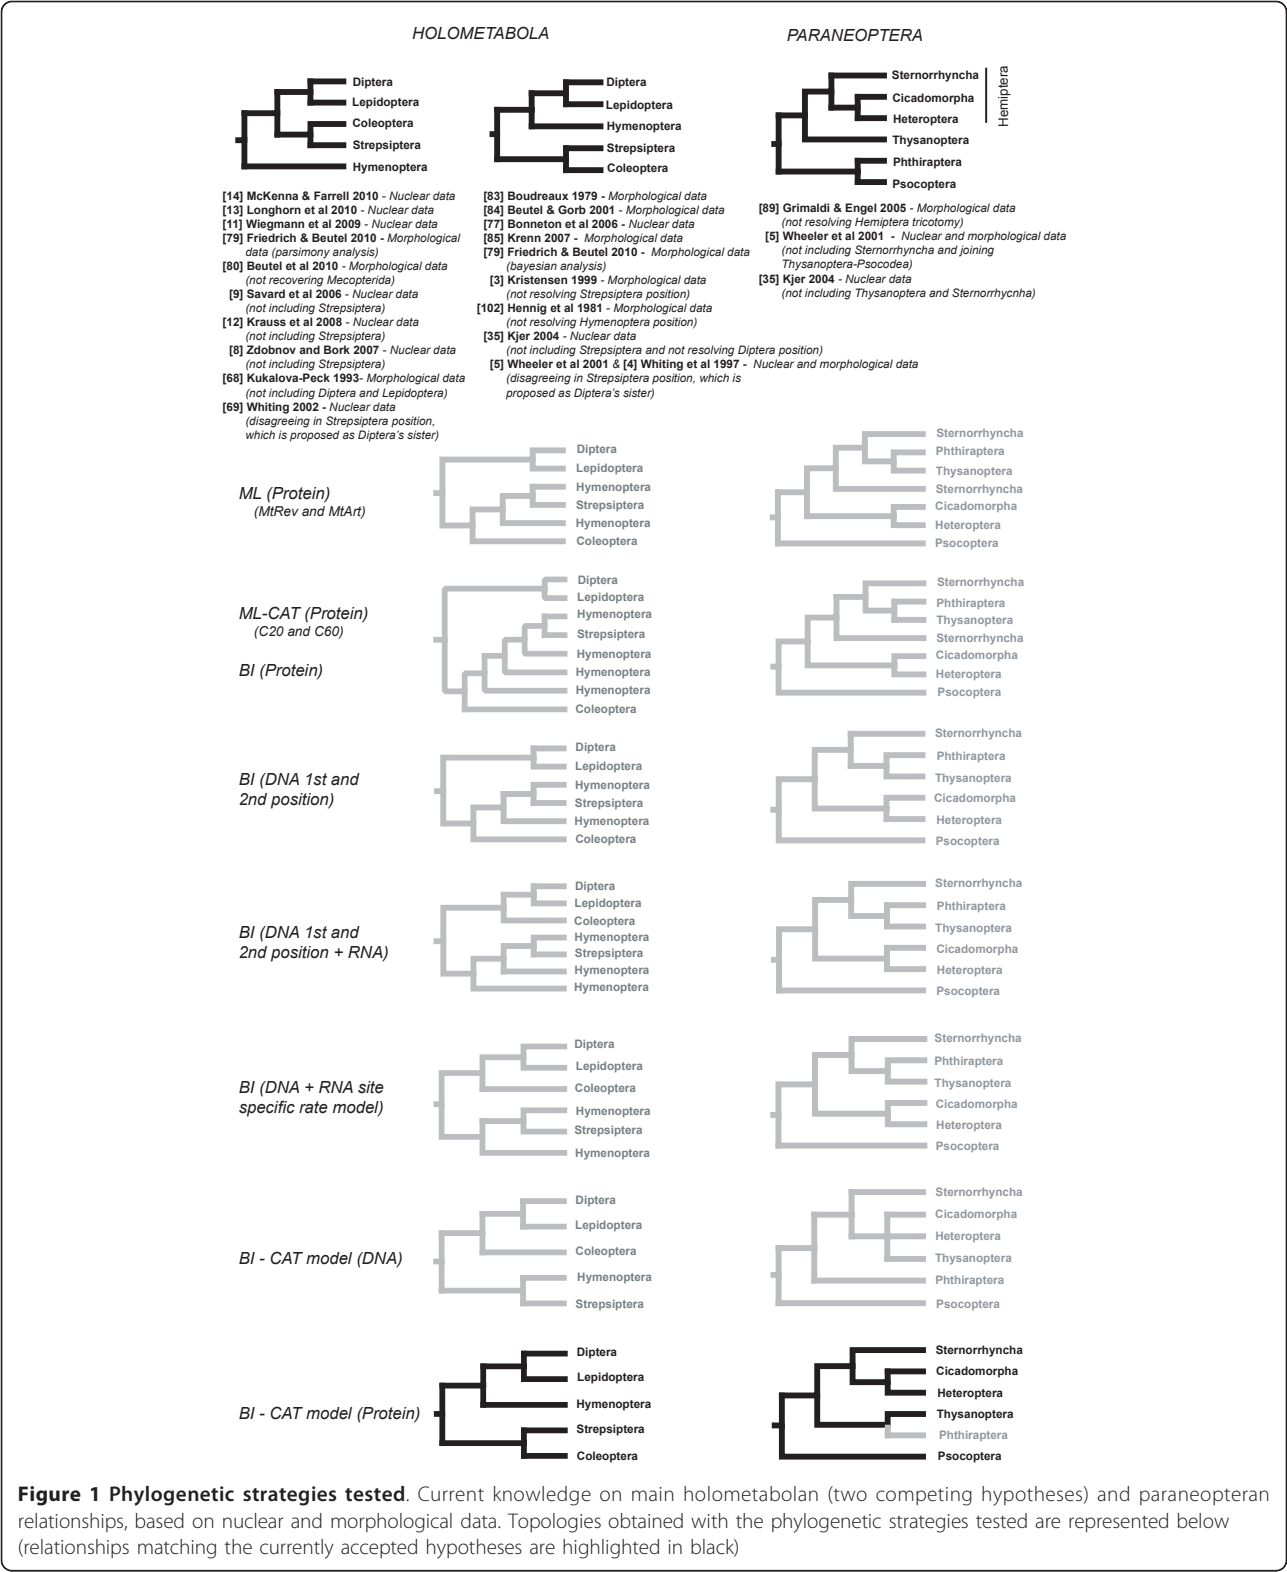 HOLOMETABOLA
PARANEOPTERA
Diptera
Lepidoptera
Coleoptera
Strepsiptera
Hymenoptera
Diptera
Lepidoptera
Hymenoptera
Strepsiptera
Coleoptera
Sternorrhyncha
Cicadomorpha
Heteroptera
Thysanoptera
Phthiraptera
Psocoptera
Hemiptera
[14] McKenna & Farrell 2010 - Nuclear data
[13] Longhorn et al 2010 - Nuclear data
[11] Wiegmann et al 2009 - Nuclear data
[79] Friedrich & Beutel 2010 - Morphological
data (parsimony analysis)
[80] Beutel et al 2010 - Morphological data
(not recovering Mecopterida)
[9] Savard et al 2006 - Nuclear data
(not including Strepsiptera)
[12] Krauss et al 2008 - Nuclear data
(not including Strepsiptera)
[8] Zdobnov and Bork 2007 - Nuclear data
(not including Strepsiptera)
[68] Kukalova-Peck 1993- Morphological data
(not including Diptera and Lepidoptera)
[69] Whiting 2002 - Nuclear data
(disagreeing in Strepsiptera position,
which is proposed as Diptera's sister)
[83] Boudreaux 1979 - Morphological data
[84] Beutel & Gorb 2001 - Morphological data
[77] Bonneton et al 2006 - Nuclear data
[85] Krenn 2007 - Morphological data
[79] Friedrich & Beutel 2010 - Morphological data
(bayesian analysis)
[3] Kristensen 1999 - Morphological data
(not resolving Strepsiptera position)
[102] Hennig et al 1981 - Morphological data
(not resolving Hymenoptera position)
[35] Kjer 2004 - Nuclear data
(not including Strepsiptera and not resolving Diptera position)
[5] Wheeler et al 2001 & [4] Whiting et al 1997 - Nuclear and morphological data
(disagreeing in Strepsiptera position, which is
proposed as Diptera's sister)
[89] Grimaldi & Engel 2005 - Morphological data
(not resolving Hemiptera tricotomy)
[5] Wheeler et al 2001 - Nuclear and morphological data
(not including Sternorrhyncha and joining
Thysanoptera-Psocodea)
[35] Kjer 2004 - Nuclear data
(not including Thysanoptera and Sternorrhycnha)
ML (Protein)
(MtRev and MtArt)
Diptera
Lepidoptera
Hymenoptera
Strepsiptera
Hymenoptera
Coleoptera
Sternorrhyncha
Phthiraptera
Thysanoptera
Sternorrhyncha
Cicadomorpha
Heteroptera
Psocoptera
ML-CAT (Protein)
(C20 and C60)
BI (Protein)
Diptera
Lepidoptera
Hymenoptera
Strepsiptera
Hymenoptera
Hymenoptera
Hymenoptera
Coleoptera
Sternorrhyncha
Phthiraptera
Thysanoptera
Sternorrhyncha
Cicadomorpha
Heteroptera
Psocoptera
BI (DNA 1st and
2nd position)
Diptera
Lepidoptera
Hymenoptera
Strepsiptera
Hymenoptera
Coleoptera
Sternorrhyncha
Phthiraptera
Thysanoptera
Cicadomorpha
Heteroptera
Psocoptera
BI (DNA 1st and
2nd position + RNA)
Diptera
Lepidoptera
Coleoptera
Hymenoptera
Strepsiptera
Hymenoptera
Hymenoptera
Sternorrhyncha
Phthiraptera
Thysanoptera
Cicadomorpha
Heteroptera
Psocoptera
BI (DNA + RNA site
specific rate model)
Diptera
Lepidoptera
Coleoptera
Hymenoptera
Strepsiptera
Hymenoptera
Sternorrhyncha
Phthiraptera
Thysanoptera
Cicadomorpha
Heteroptera
Psocoptera
BI - CAT model (DNA)
Diptera
Lepidoptera
Coleoptera
Hymenoptera
Strepsiptera
Sternorrhyncha
Cicadomorpha
Heteroptera
Thysanoptera
Phthiraptera
Psocoptera
BI - CAT model (Protein)
Diptera
Lepidoptera
Hymenoptera
Strepsiptera
Coleoptera
Sternorrhyncha
Cicadomorpha
Heteroptera
Thysanoptera
Phthiraptera
Psocoptera
Figure 1 Phylogenetic strategies tested. Current knowledge on main holometabolan (two competing hypotheses) and paraneopteran
relationships, based on nuclear and morphological data. Topologies obtained with the phylogenetic strategies tested are represented below
(relationships matching the currently accepted hypotheses are highlighted in black)